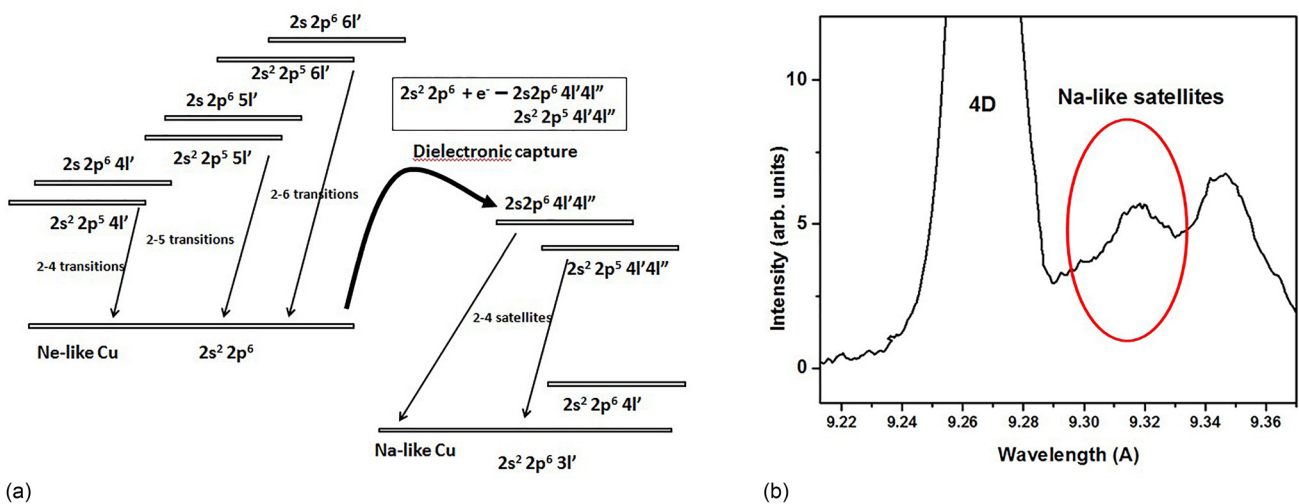 2s 2p⁶ 6l’
2s² 2p⁵ 6l’
2s 2p⁶ 5l’
2s² 2p⁵ 5l’
2s 2p⁶ 4l’
2s² 2p⁵ 4l’
2-4 transitions
2-5 transitions
2-6 transitions
Ne-like Cu
2s² 2p⁶
2s² 2p⁶ + e⁻ – 2s2p⁶ 4l’4l”
2s² 2p⁵ 4l’4l”
Dielectronic capture
2s2p⁶ 4l’4l”
2s² 2p⁵ 4l’4l”
2-4 satellites
2s² 2p⁶ 4l’
Na-like Cu
2s² 2p⁶ 3l’
(a)
10
5
0
Intensity (arb. units)
4D
Na-like satellites
9.22 9.24 9.26 9.28 9.30 9.32 9.34 9.36
Wavelength (A)
(b)